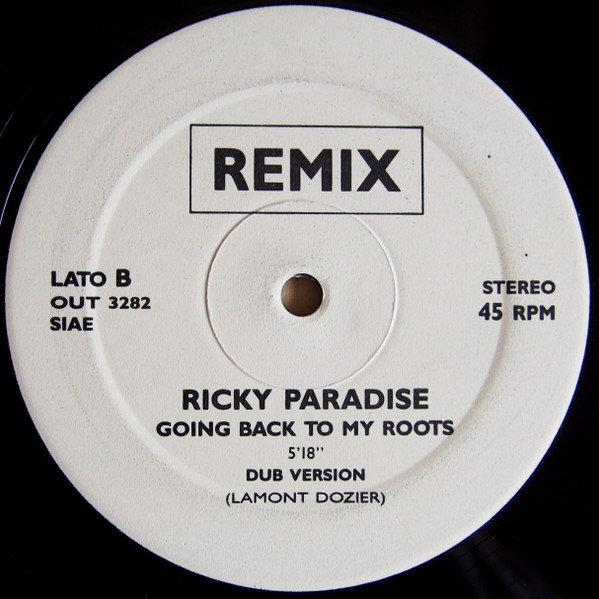 REMIX
LATO B
OUT 3282
SIAE
STEREO
45 RPM
RICKY PARADISE
GOING BACK TO MY ROOTS
5'18''
DUB VERSION
(LAMONT DOZIER)